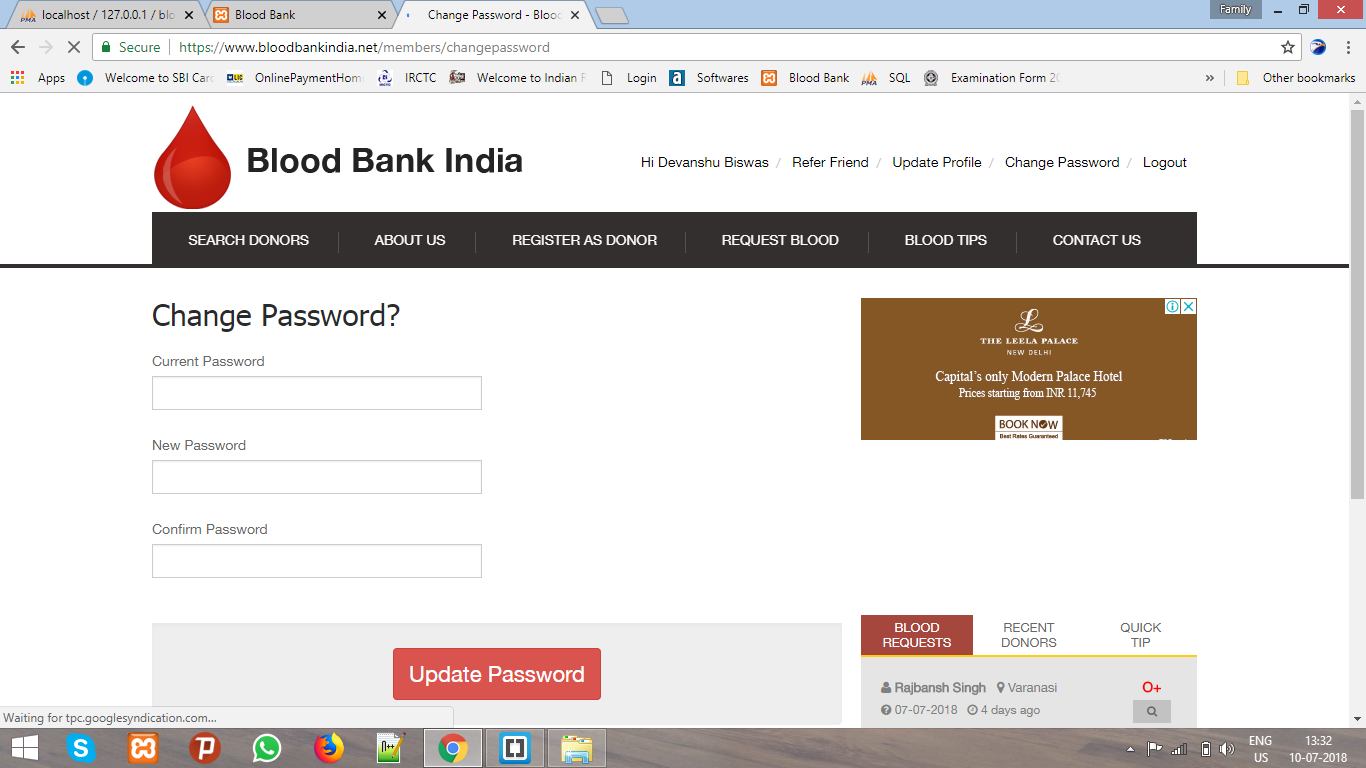 localhost / 127.0.0.1 / blo
Blood Bank
Change Password - Bloo
Family
Secure
https://www.bloodbankindia.net/members/changepassword
Apps
Welcome to SBI Car
LIC
OnlinePaymentHom
IRCTC
Welcome to Indian R
Login
Softwares
Blood Bank
PMA
SQL
Examination Form 20
»
Other bookmarks
Blood Bank India
Hi Devanshu Biswas / Refer Friend / Update Profile / Change Password / Logout
SEARCH DONORS
ABOUT US
REGISTER AS DONOR
REQUEST BLOOD
BLOOD TIPS
CONTACT US
Change Password?
Current Password
New Password
Confirm Password
Update Password
THE LEELA PALACE
NEW DELHI
Capital's only Modern Palace Hotel
Prices starting from INR 11,745
BOOK NOW
Best Rates Guaranteed
BLOOD REQUESTS
RECENT DONORS
QUICK TIP
Rajbansh Singh Varanasi O+
07-07-2018 4 days ago
Waiting for tpc.googlesyndication.com...
ENG
US
13:32
10-07-2018